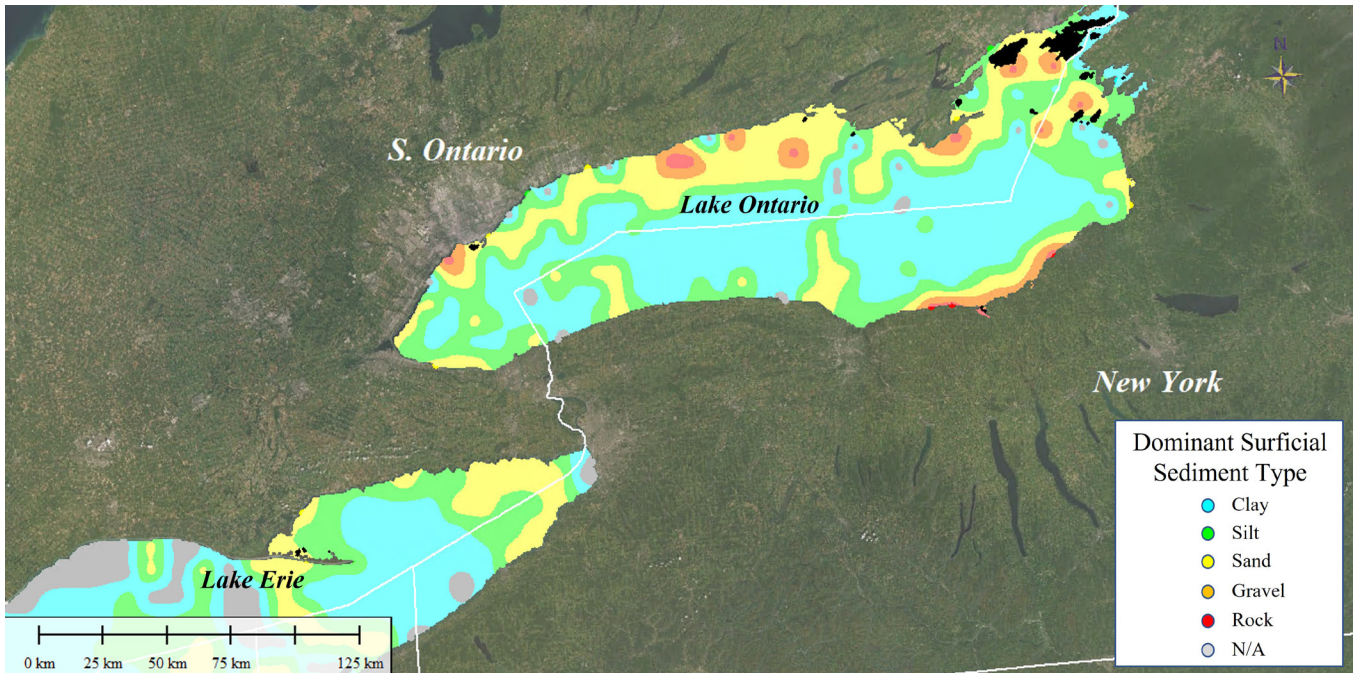 N
S. Ontario
Lake Ontario
New York
Lake Erie
Dominant Surficial
Sediment Type
Clay
Silt
Sand
Gravel
Rock
N/A
0 km 25 km 50 km 75 km 125 km